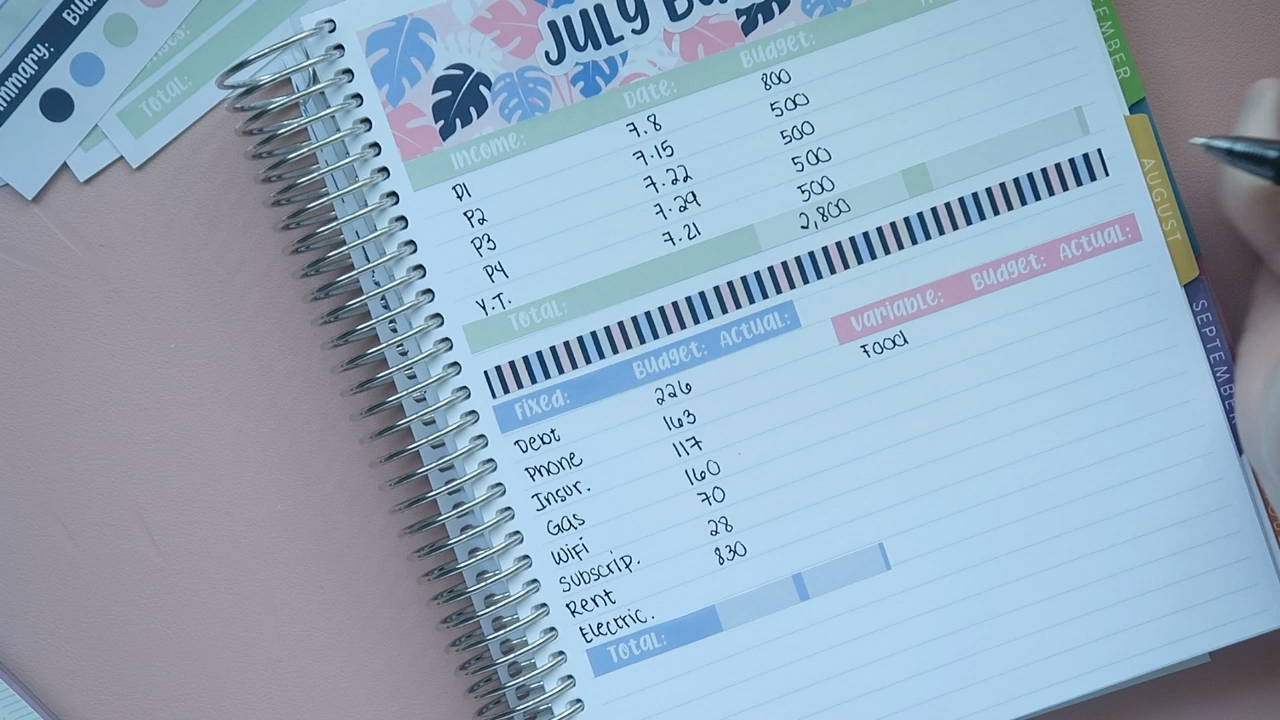 JULY
Income: Date: Budget:
P1 7.8 800
P2 7.15 500
P3 7.22 500
P4 7.29 500
Y.T. 7.21 500
Total: 2,800
Fixed: Budget: Actual:
Debt 226
Phone 163
Insur. 117
Gas 160
WiFi 70
Subscrip. 28
Rent 830
Electric.
Total:
Variable: Budget: Actual:
Food
Total:
AUGUST
SEPTEMBER